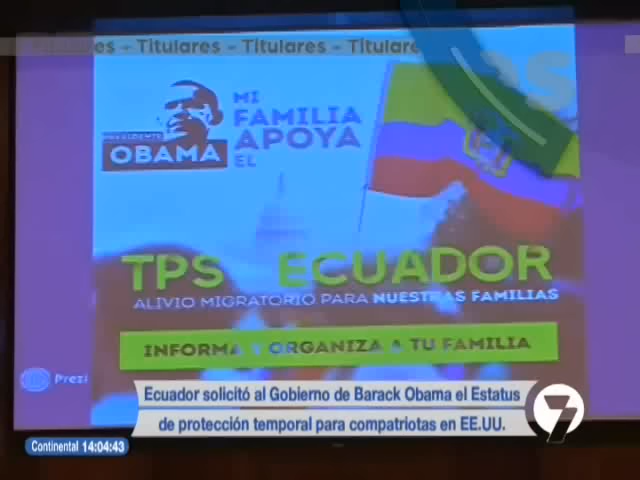 Titulares - Titulares - Titulares - Titulares
PRESIDENTE
OBAMA
MI
FAMILIA
APOYA
EL
TPS ECUADOR
ALIVIO MIGRATORIO PARA NUESTRAS FAMILIAS
INFORMA Y ORGANIZA A TU FAMILIA
Prezi
Ecuador solicitó al Gobierno de Barack Obama el Estatus
de protección temporal para compatriotas en EE.UU.
7
Continental 14:04:43